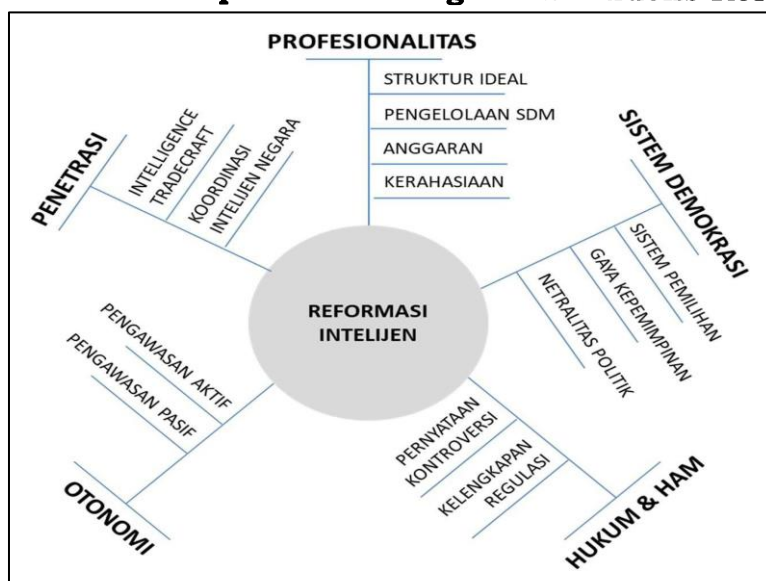 PROFESIONALITAS
STRUKTUR IDEAL
PENGELOLAAN SDM
ANGGARAN
KERAHASIAAN
SISTEM DEMOKRASI
SISTEM PEMILIHAN
GAYA KEPEMIMPINAN
NETRALITAS POLITIK
PENETRASI
INTELLIGENCE
TRADECRAFT
KOORDINASI
INTELIJEN NEGARA
REFORMASI
INTELIJEN
PENGAWASAN AKTIF
PENGAWASAN PASIF
OTONOMI
PERNYATAAN
KONTROVERSI
KELENGKAPAN
REGULASI
HUKUM & HAM